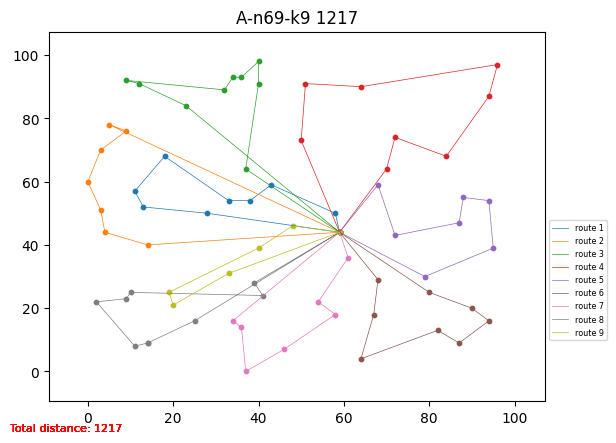 A-n69-k9 1217
100
80
60
40
20
0
0 20 40 60 80 100
route 1
route 2
route 3
route 4
route 5
route 6
route 7
route 8
route 9
Total distance: 1217